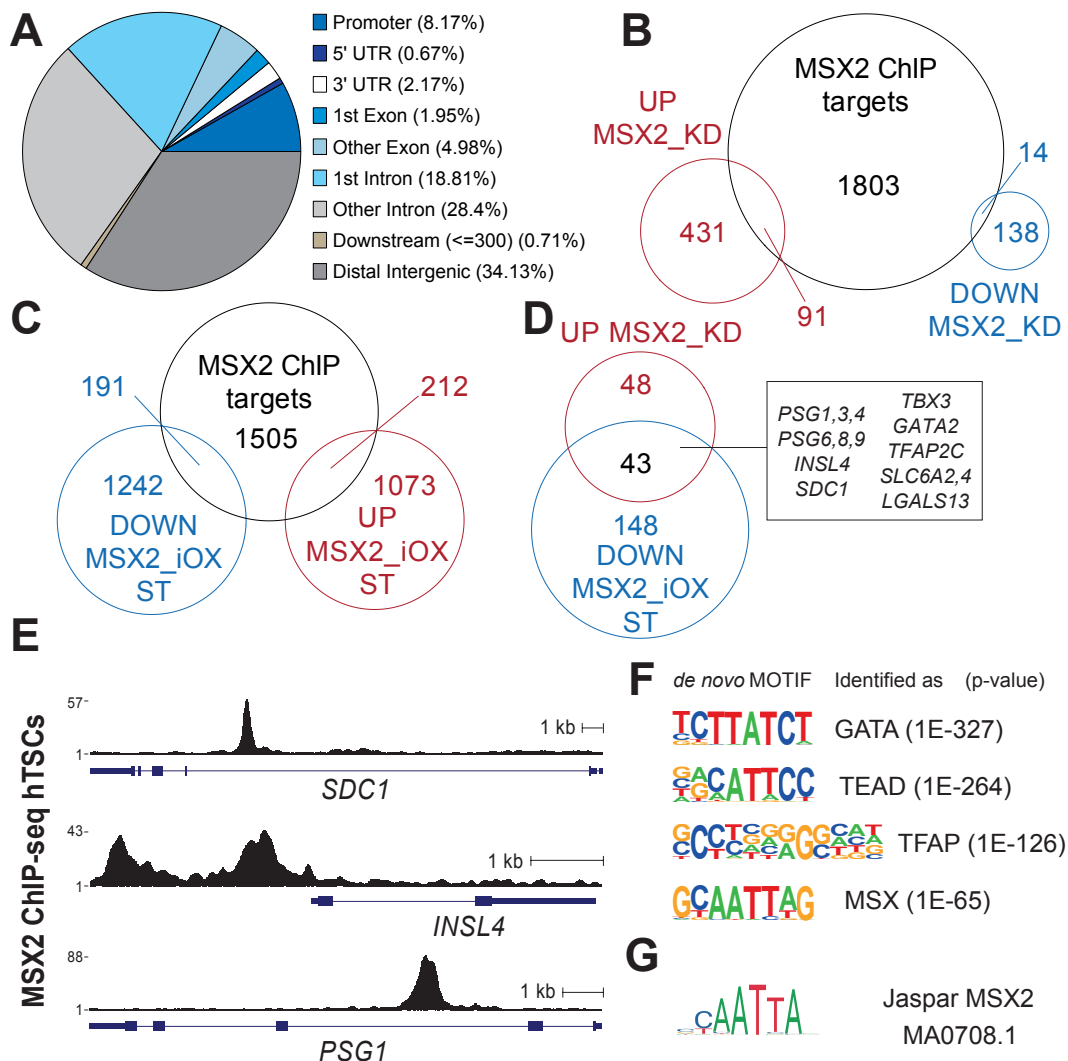 A
Promoter (8.17%)
5' UTR (0.67%)
3' UTR (2.17%)
1st Exon (1.95%)
Other Exon (4.98%)
1st Intron (18.81%)
Other Intron (28.4%)
Downstream (<=300) (0.71%)
Distal Intergenic (34.13%)
B
MSX2 ChIP
targets
UP
MSX2_KD
1803
14
431
138
91
DOWN
MSX2_KD
C
MSX2 ChIP
targets
1505
191
212
1242
DOWN
MSX2_iOX
ST
1073
UP
MSX2_iOX
ST
D
UP MSX2_KD
48
43
148
DOWN
MSX2_iOX
ST
PSG1,3,4
PSG6,8,9
INSL4
SDC1
TBX3
GATA2
TFAP2C
SLC6A2,4
LGALS13
E
MSX2 ChIP-seq hTSCs
57-
1-
1 kb
SDC1
43-
1-
1 kb
INSL4
88-
1-
1 kb
PSG1
F
de novo MOTIF Identified as (p-value)
TCTTATCT GATA (1E-327)
CATTCC TEAD (1E-264)
TFAP (1E-126)
GCAATTAG MSX (1E-65)
G
CAATTA Jaspar MSX2
MA0708.1